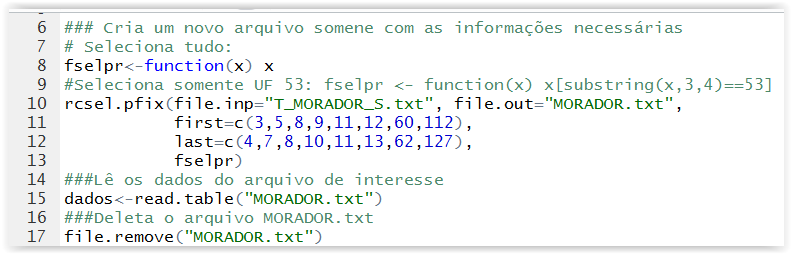 6 ### Cria um novo arquivo somene com as informações necessárias
7 # Seleciona tudo:
8 fselpr<-function(x) x
9 #Seleciona somente UF 53: fselpr <- function(x) x[substring(x,3,4)==53]
10 rcsel.pfix(file.inp="T_MORADOR_S.txt", file.out="MORADOR.txt",
11 first=c(3,5,8,9,11,12,60,112),
12 last=c(4,7,8,10,11,13,62,127),
13 fselpr)
14 ###Lê os dados do arquivo de interesse
15 dados<-read.table("MORADOR.txt")
16 ###Deleta o arquivo MORADOR.txt
17 file.remove("MORADOR.txt")